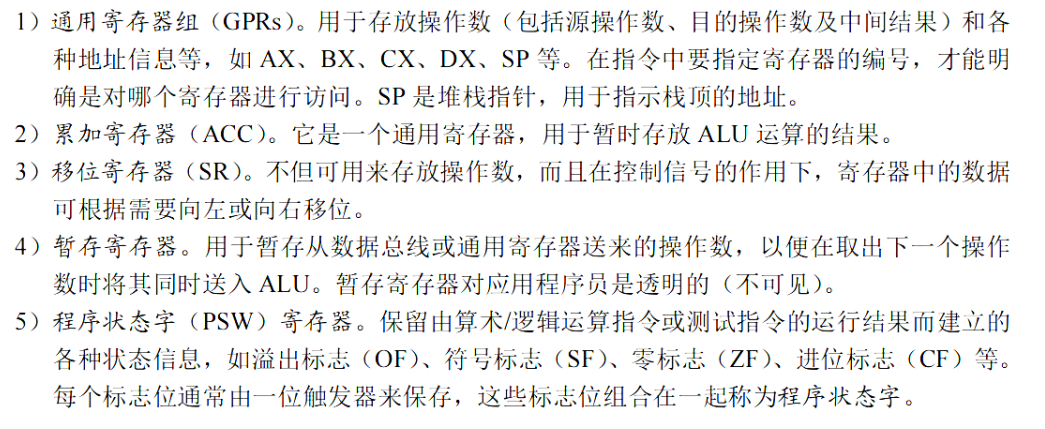 1）通用寄存器组（GPRs）。用于存放操作数（包括源操作数、目的操作数及中间结果）和各
种地址信息等，如 AX、BX、CX、DX、SP 等。在指令中要指定寄存器的编号，才能明
确是对哪个寄存器进行访问。SP 是堆栈指针，用于指示栈顶的地址。
2）累加寄存器（ACC）。它是一个通用寄存器，用于暂时存放 ALU 运算的结果。
3）移位寄存器（SR）。不但可用来存放操作数，而且在控制信号的作用下，寄存器中的数据
可根据需要向左或向右移位。
4）暂存寄存器。用于暂存从数据总线或通用寄存器送来的操作数，以便在取出下一个操作
数时将其同时送入 ALU。暂存寄存器对应用程序员是透明的（不可见）。
5）程序状态字（PSW）寄存器。保留由算术/逻辑运算指令或测试指令的运行结果而建立的
各种状态信息，如溢出标志（OF）、符号标志（SF）、零标志（ZF）、进位标志（CF）等。
每个标志位通常由一位触发器来保存，这些标志位组合在一起称为程序状态字。